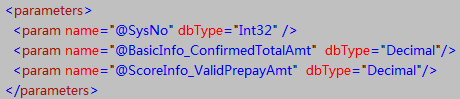 <parameters>
<param name="@SysNo" dbType="Int32" />
<param name="@BasicInfo_ConfirmedTotalAmt"  dbType="Decimal"/>
<param name="@ScoreInfo_ValidPrepayAmt"  dbType="Decimal"/>
</parameters>